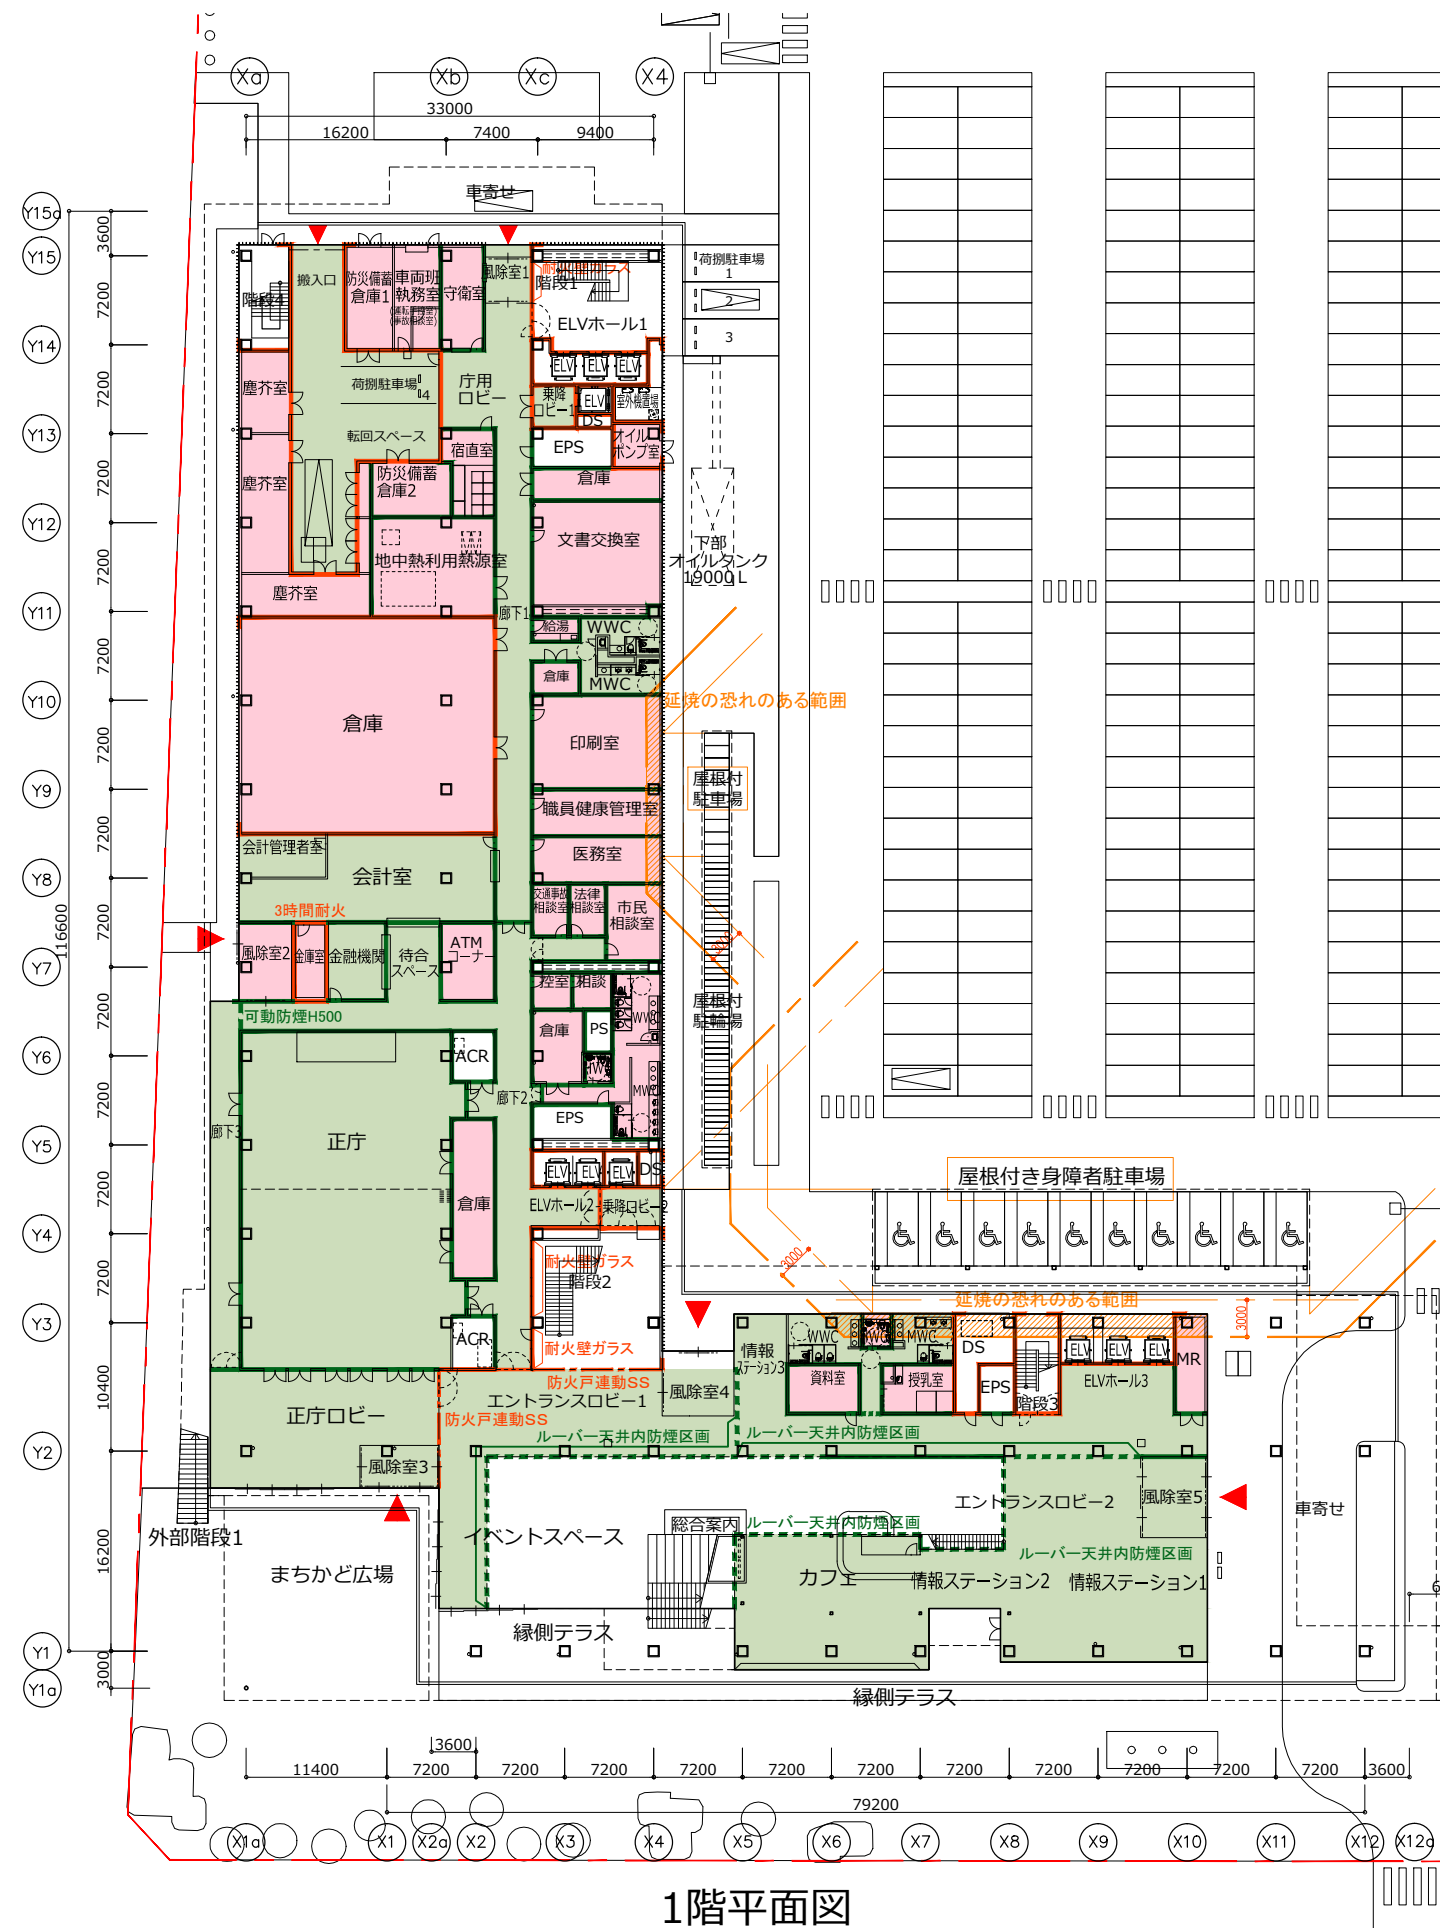 Xa
Xb
Xc
X4
33000
16200
7400
9400
車寄せ
Y15a
Y15
Y14
Y13
Y12
Y11
Y10
Y9
Y8
Y7
Y6
Y5
Y4
Y3
Y2
Y1
Y1a
3600
7200
7200
7200
7200
7200
7200
7200
7200
7200
7200
7200
7200
10400
16200
3000
116600
階段4
搬入口
防災備蓄
倉庫1
車両班
執務室
守衛室
風除室1
耐火壁ガラス
階段1
ELVホール1
ELV
ELV
ELV
荷捌駐車場
1
2
3
塵芥室
荷捌駐車場
4
庁用
ロビー
乗降
ロビー1
ELV
DS
室外機置場
転回スペース
宿直室
EPS
オイル
ポンプ室
塵芥室
防災備蓄
倉庫2
倉庫
文書交換室
地中熱利用熱源室
下部
オイルタンク
19000L
塵芥室
廊下1
給湯
WWC
倉庫
MWC
倉庫
延焼の恐れのある範囲
印刷室
屋根付
駐車場
職員健康管理室
会計管理者室
会計室
医務室
3時間耐火
交通事故
相談室
法律
相談室
市民
相談室
風除室2
金庫室
金融機関
待合
スペース
ATM
コーナー
3000
控室
相談
屋根付
駐輪場
可動防煙H500
倉庫
PS
WWC
ACR
HWC
MWC
廊下2
EPS
廊下3
正庁
ELV
ELV
ELV
DS
倉庫
ELVホール2
乗降ロビー2
屋根付き身障者駐車場
耐火壁ガラス
階段2
3000
延焼の恐れのある範囲
3000
ACR
耐火壁ガラス
情報
ステーション3
WWC
HWC
MWC
DS
ELV
ELV
ELV
MR
防火戸連動SS
風除室4
資料室
授乳室
EPS
階段3
ELVホール3
正庁ロビー
エントランスロビー1
防火戸連動SS
ルーバー天井内防煙区画
ルーバー天井内防煙区画
風除室3
エントランスロビー2
風除室5
車寄せ
外部階段1
イベントスペース
総合案内
ルーバー天井内防煙区画
ルーバー天井内防煙区画
まちかど広場
カフェ
情報ステーション2
情報ステーション1
縁側テラス
縁側テラス
3600
11400
7200
7200
7200
7200
7200
7200
7200
7200
7200
7200
7200
3600
79200
X1a
X1
X2a
X2
X3
X4
X5
X6
X7
X8
X9
X10
X11
X12
X12a
1階平面図